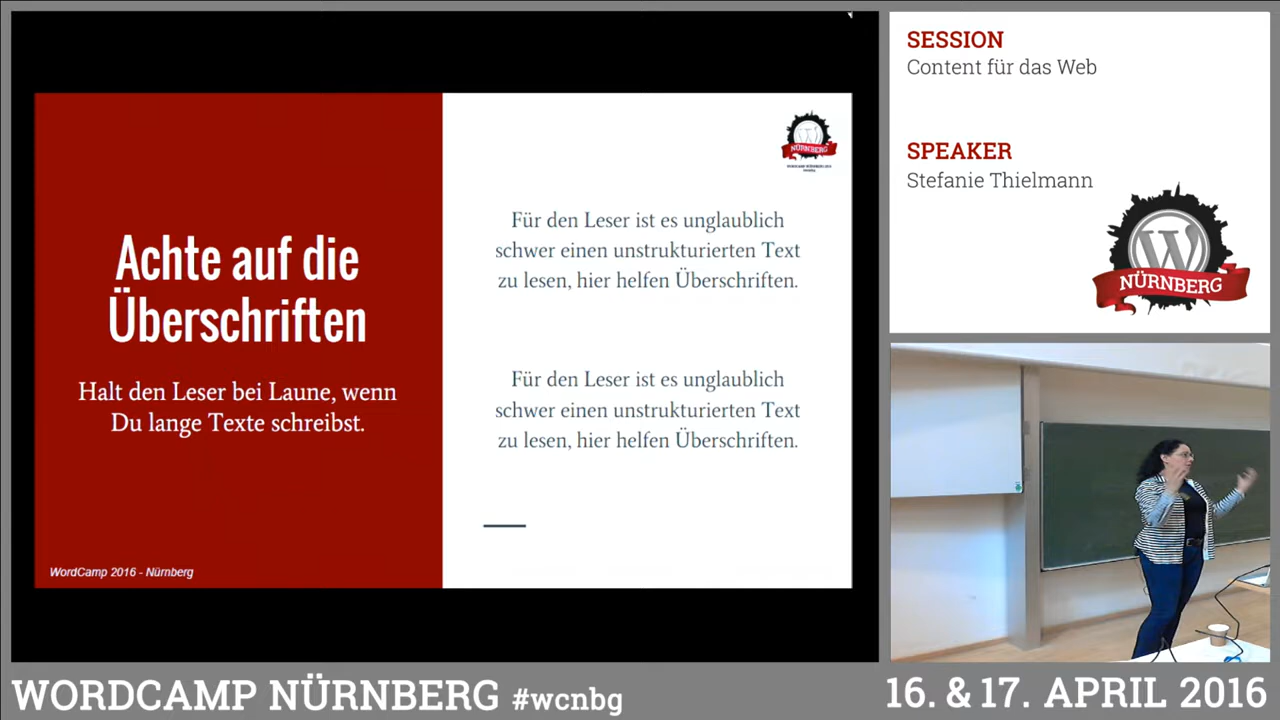 Achte auf die
Überschriften
Halt den Leser bei Laune, wenn
Du lange Texte schreibst.
WordCamp 2016 - Nürnberg
NÜRNBERG
WORDCAMP NÜRNBERG 2016
Für den Leser ist es unglaublich
schwer einen unstrukturierten Text
zu lesen, hier helfen Überschriften.
Für den Leser ist es unglaublich
schwer einen unstrukturierten Text
zu lesen, hier helfen Überschriften.
SESSION
Content für das Web
SPEAKER
Stefanie Thielmann
W
NÜRNBERG
WORDCAMP NÜRNBERG #wcnbg
16. & 17. APRIL 2016